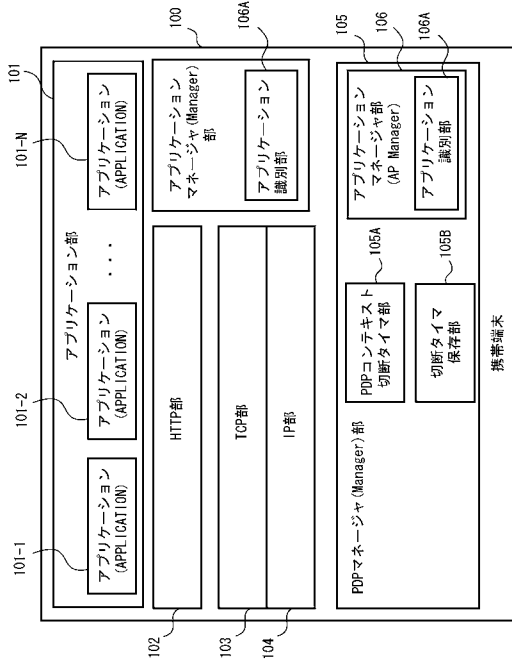 101
101-1
101-2
101-N
アプリケーション部
アプリケーション
(APPLICATION)
アプリケーション
(APPLICATION)
・・・
アプリケーション
(APPLICATION)
100
102
HTTP部
アプリケーション
マネージャ(Manager)
部
アプリケーション
識別部
106A
103
TCP部
104
IP部
105
PDPマネージャ(Manager)部
PDPコンテキスト
切断タイマ部
105A
切断タイマ
保存部
105B
106
アプリケーション
マネージャ部
(AP Manager)
アプリケーション
識別部
106A
携帯端末